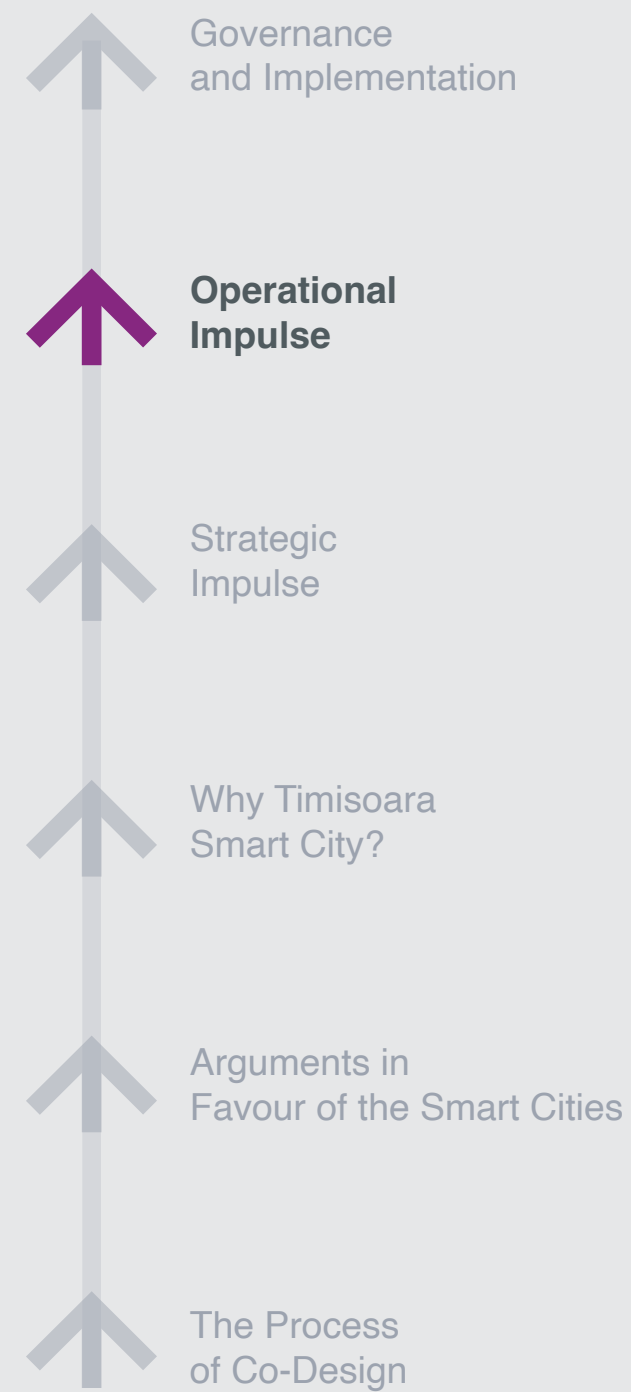 Governance
and Implementation
Operational
Impulse
Strategic
Impulse
Why Timisoara
Smart City?
Arguments in
Favour of the Smart Cities
The Process
of Co-Design